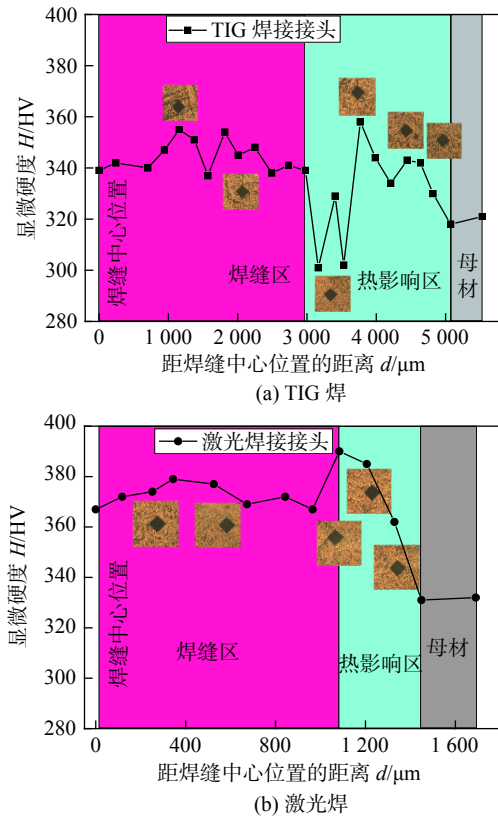 400
380
360
340
320
300
280
显微硬度 H/HV
TIG 焊接接头
焊缝中心位置
焊缝区
热影响区
母材
0
1 000
2 000
3 000
4 000
5 000
距焊缝中心位置的距离 d/μm
(a) TIG 焊
400
380
360
340
320
300
280
显微硬度 H/HV
激光焊接接头
焊缝中心位置
焊缝区
热影响区
母材
0
400
800
1 200
1 600
距焊缝中心位置的距离 d/μm
(b) 激光焊